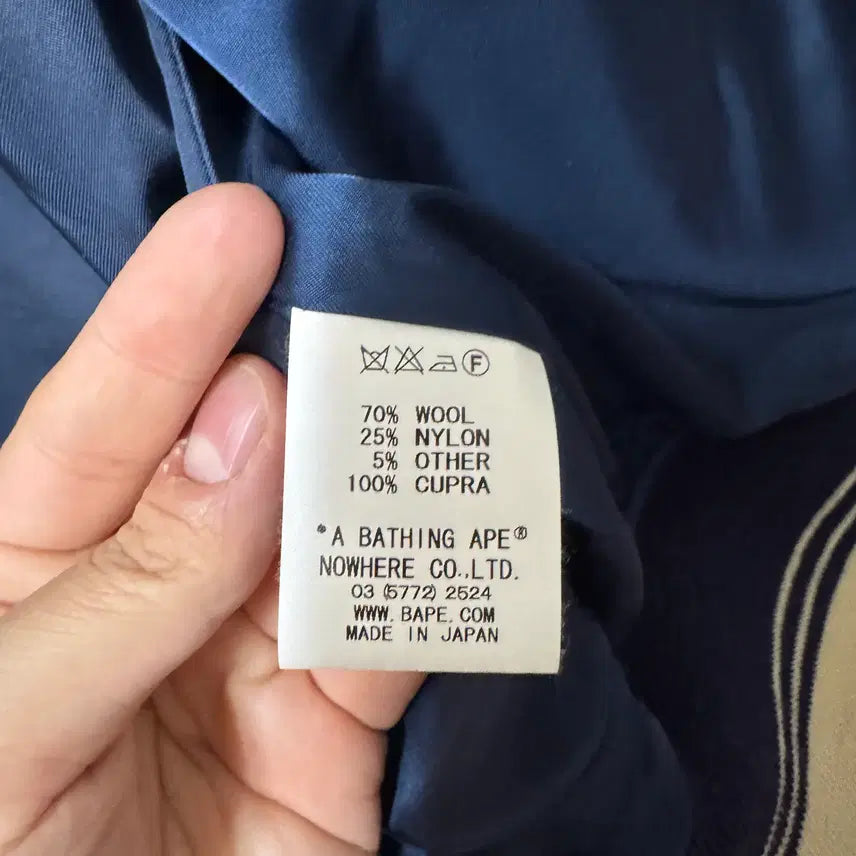 F
70% WOOL
25% NYLON
5% OTHER
100% CUPRA
*A BATHING APE®
NOWHERE CO.,LTD.
03 (5772) 2524
WWW.BAPE.COM
MADE IN JAPAN